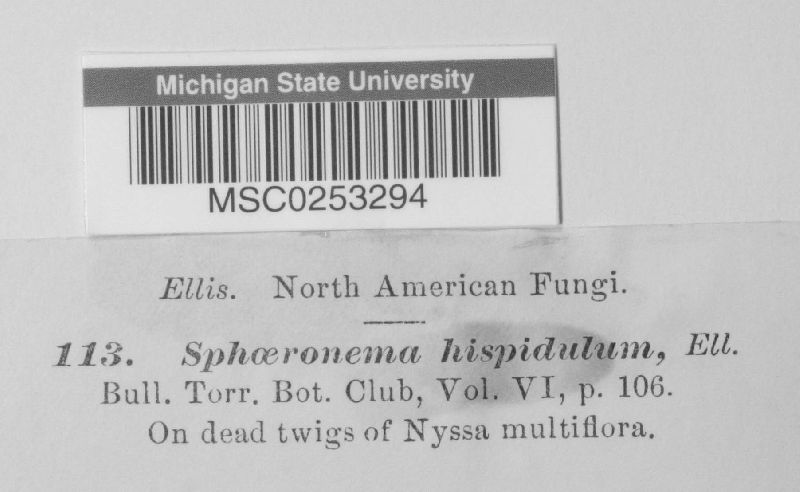 Michigan State University
MSC0253294
Ellis. North American Fungi.
113. Sphœronema hispidulum, Ell.
Bull. Torr. Bot. Club, Vol. VI, p. 106.
On dead twigs of Nyssa multiflora.